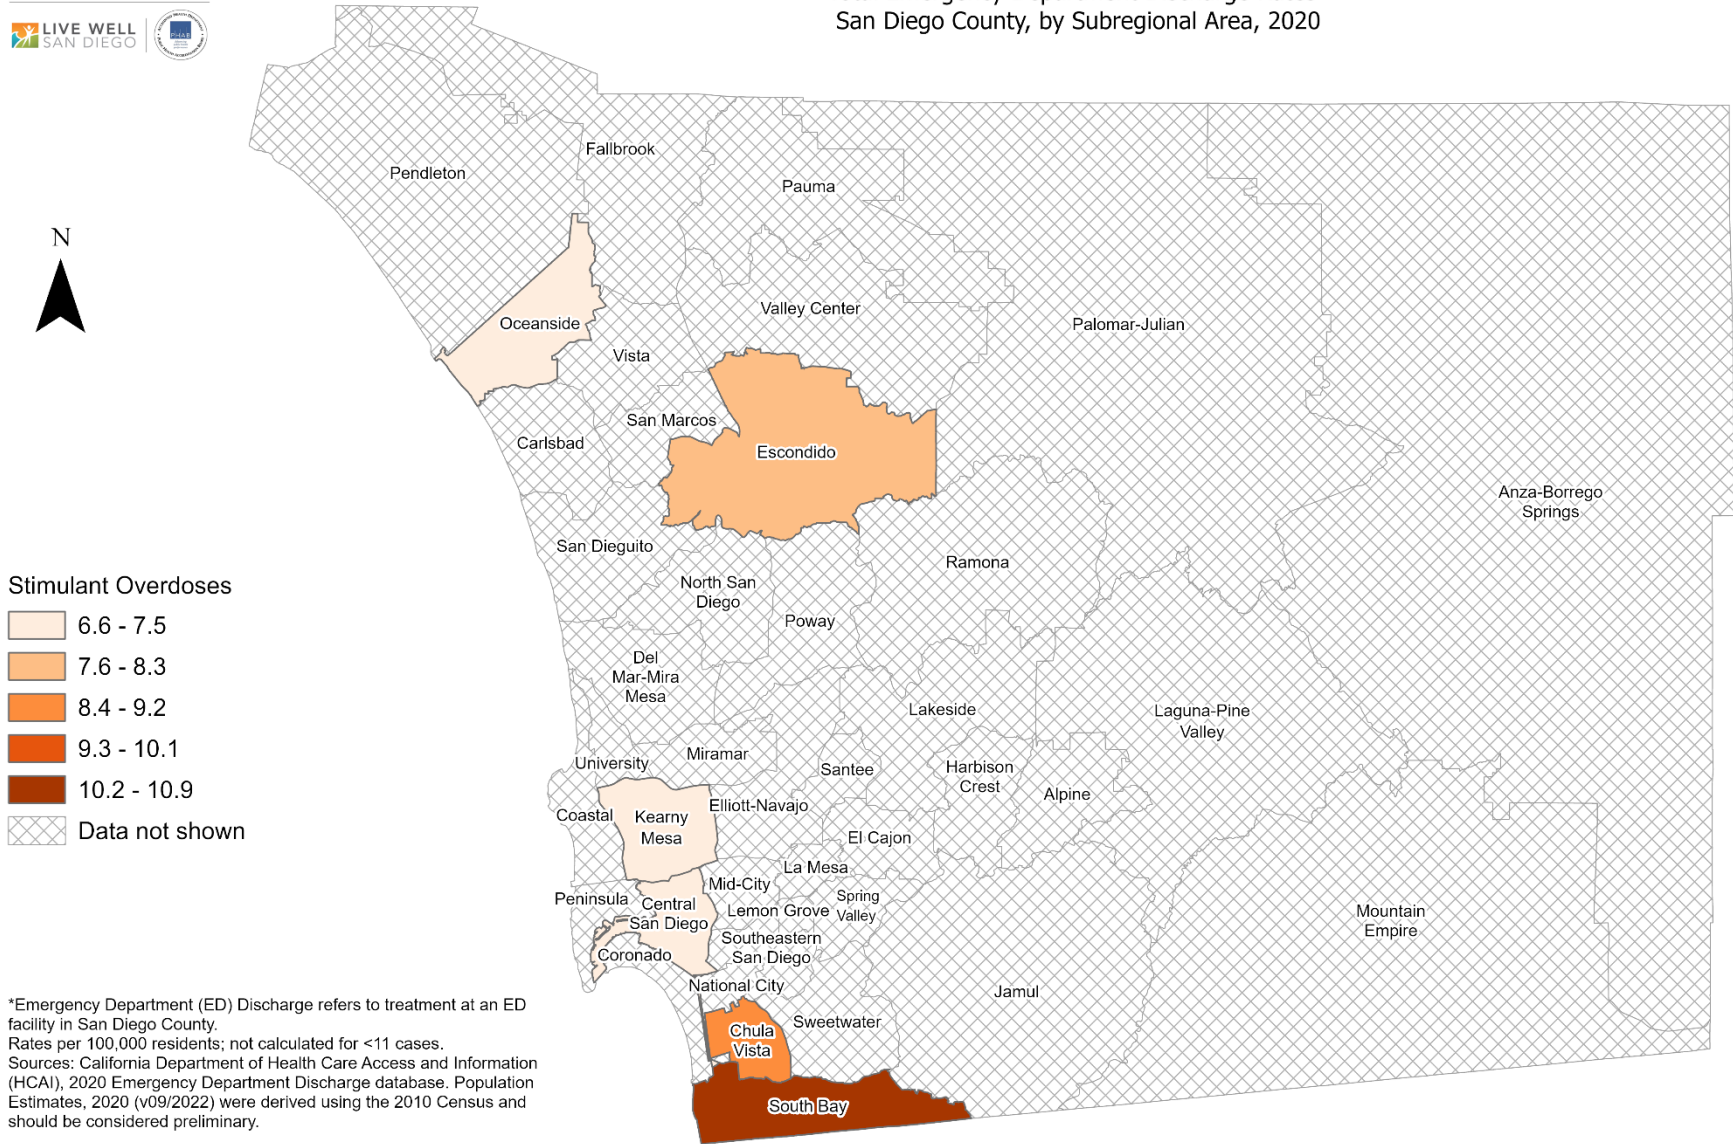 LIVE WELL
SAN DIEGO
PHAB
San Diego County, by Subregional Area, 2020
Fallbrook
Pendleton
Pauma
N
Valley Center
Oceanside
Palomar-Julian
Vista
San Marcos
Carlsbad
Escondido
Anza-Borrego
Springs
San Dieguito
Ramona
North San
Diego
Poway
Del
Mar-Mira
Mesa
Lakeside
Laguna-Pine
Valley
Miramar
University
Santee
Harbison
Crest
Alpine
Coastal
Kearny
Mesa
Elliott-Navajo
El Cajon
La Mesa
Mid-City
Peninsula
Central
San Diego
Lemon Grove
Spring
Valley
Mountain
Empire
Southeastern
San Diego
Coronado
National City
Jamul
Sweetwater
Chula
Vista
South Bay
Stimulant Overdoses
6.6 - 7.5
7.6 - 8.3
8.4 - 9.2
9.3 - 10.1
10.2 - 10.9
Data not shown
*Emergency Department (ED) Discharge refers to treatment at an ED
facility in San Diego County.
Rates per 100,000 residents; not calculated for <11 cases.
Sources: California Department of Health Care Access and Information
(HCAI), 2020 Emergency Department Discharge database. Population
Estimates, 2020 (v09/2022) were derived using the 2010 Census and
should be considered preliminary.